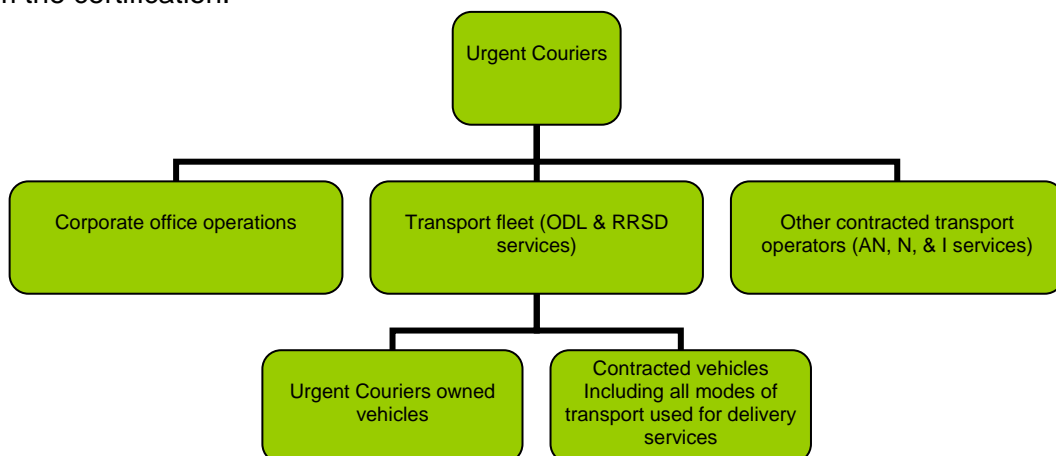 the certification.
Urgent Couriers
Corporate office operations
Transport fleet (ODL & RRSD
services)
Other contracted transport
operators (AN, N, & I services)
Urgent Couriers owned
vehicles
Contracted vehicles
Including all modes of
transport used for delivery
services